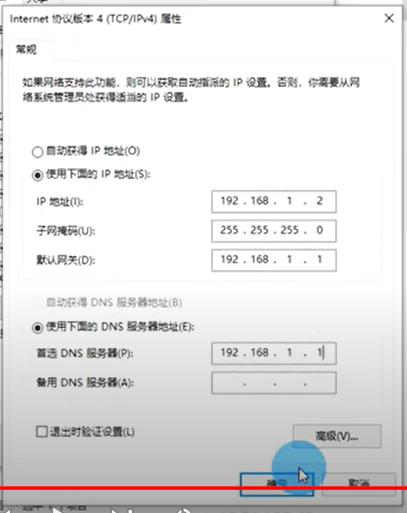 Internet 协议版本 4 (TCP/IPv4) 属性
常规
如果网络支持此功能，则可以获取自动指派的 IP 设置。否则，你需要从网
络系统管理员处获得适当的 IP 设置。
自动获得 IP 地址(O)
使用下面的 IP 地址(S):
IP 地址(I): 192 . 168 . 1 . 2
子网掩码(U): 255 . 255 . 255 . 0
默认网关(D): 192 . 168 . 1 . 1
自动获得 DNS 服务器地址(B)
使用下面的 DNS 服务器地址(E):
首选 DNS 服务器(P): 192 . 168 . 1 . 1
备用 DNS 服务器(A): . . .
退出时验证设置(L)
高级(V)...
确定 取消